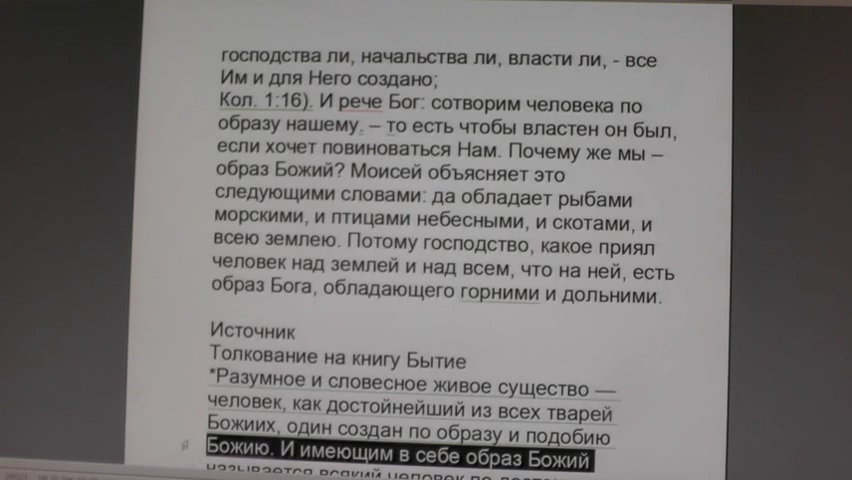 господства ли, начальства ли, власти ли, - все
Им и для Него создано;
Кол. 1:16). И рече Бог: сотворим человека по
образу нашему. – то есть чтобы властен он был,
если хочет повиноваться Нам. Почему же мы –
образ Божий? Моисей объясняет это
следующими словами: да обладает рыбами
морскими, и птицами небесными, и скотами, и
всею землею. Потому господство, какое приял
человек над землей и над всем, что на ней, есть
образ Бога, обладающего горними и дольними.
Источник
Толкование на книгу Бытие
*Разумное и словесное живое существо —
человек, как достойнейший из всех тварей
Божиих, один создан по образу и подобию
Божию. И имеющим в себе образ Божий
называется всякий человек по